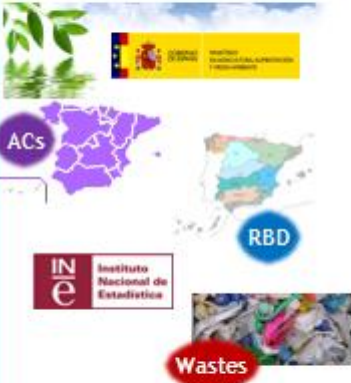 GOBIERNO
DE ESPAÑA
MINISTERIO
DE AGRICULTURA, ALIMENTACIÓN
Y MEDIO AMBIENTE
ACs
RBD
INe
Instituto
Nacional de
Estadística
Wastes